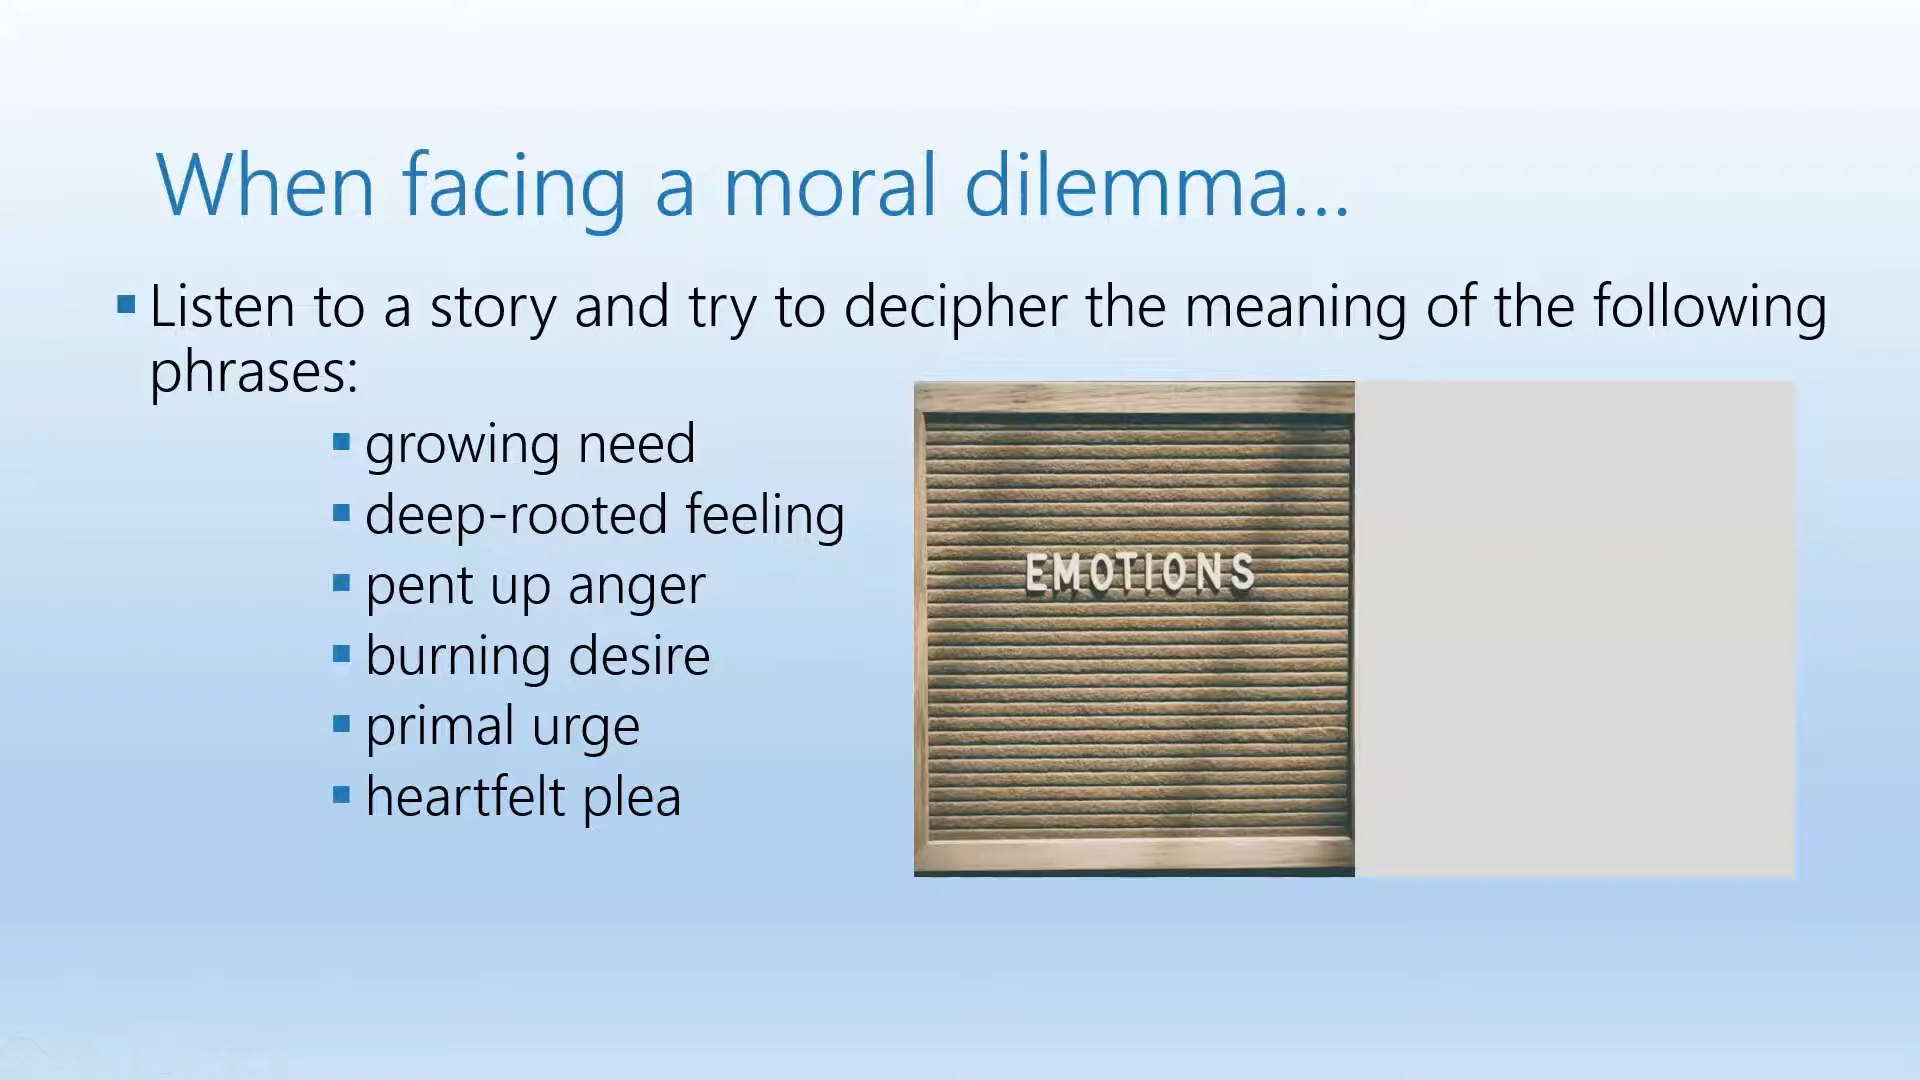 When facing a moral dilemma...
Listen to a story and try to decipher the meaning of the following
phrases:
growing need
deep-rooted feeling
pent up anger
burning desire
primal urge
heartfelt plea
EMOTIONS